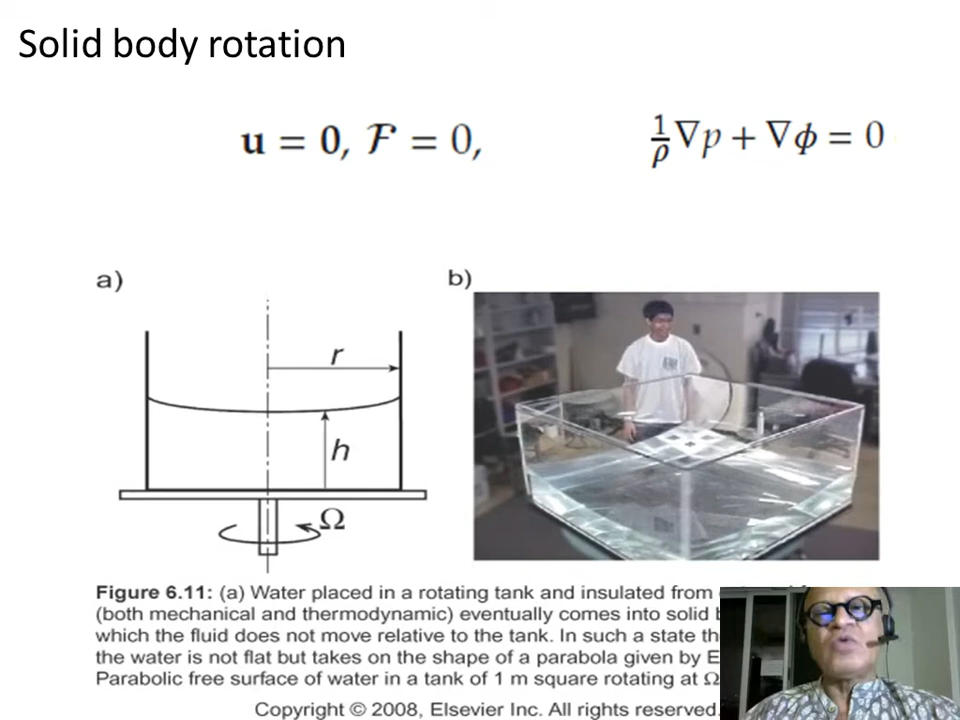 Solid body rotation
u = 0, ℱ = 0,
1/ρ ∇p + ∇ϕ = 0
a)
b)
r
h
Ω
Figure 6.11: (a) Water placed in a rotating tank and insulated from
(both mechanical and thermodynamic) eventually comes into solid
which the fluid does not move relative to the tank. In such a state
the water is not flat but takes on the shape of a parabola given by
Parabolic free surface of water in a tank of 1 m square rotating at Ω
Copyright © 2008, Elsevier Inc. All rights reserved.